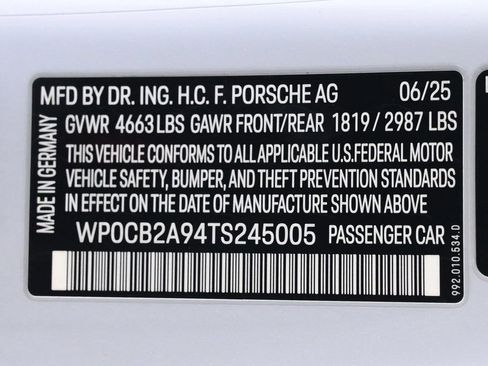 MFD BY DR. ING. H.C. F. PORSCHE AG 06/25
GVWR 4663 LBS GAWR FRONT/REAR 1819 / 2987 LBS
THIS VEHICLE CONFORMS TO ALL APPLICABLE U.S. FEDERAL MOTOR
VEHICLE SAFETY, BUMPER, AND THEFT PREVENTION STANDARDS
IN EFFECT ON THE DATE OF MANUFACTURE SHOWN ABOVE
WP0CB2A94TS245005 PASSENGER CAR
MADE IN GERMANY
992.010.534.D